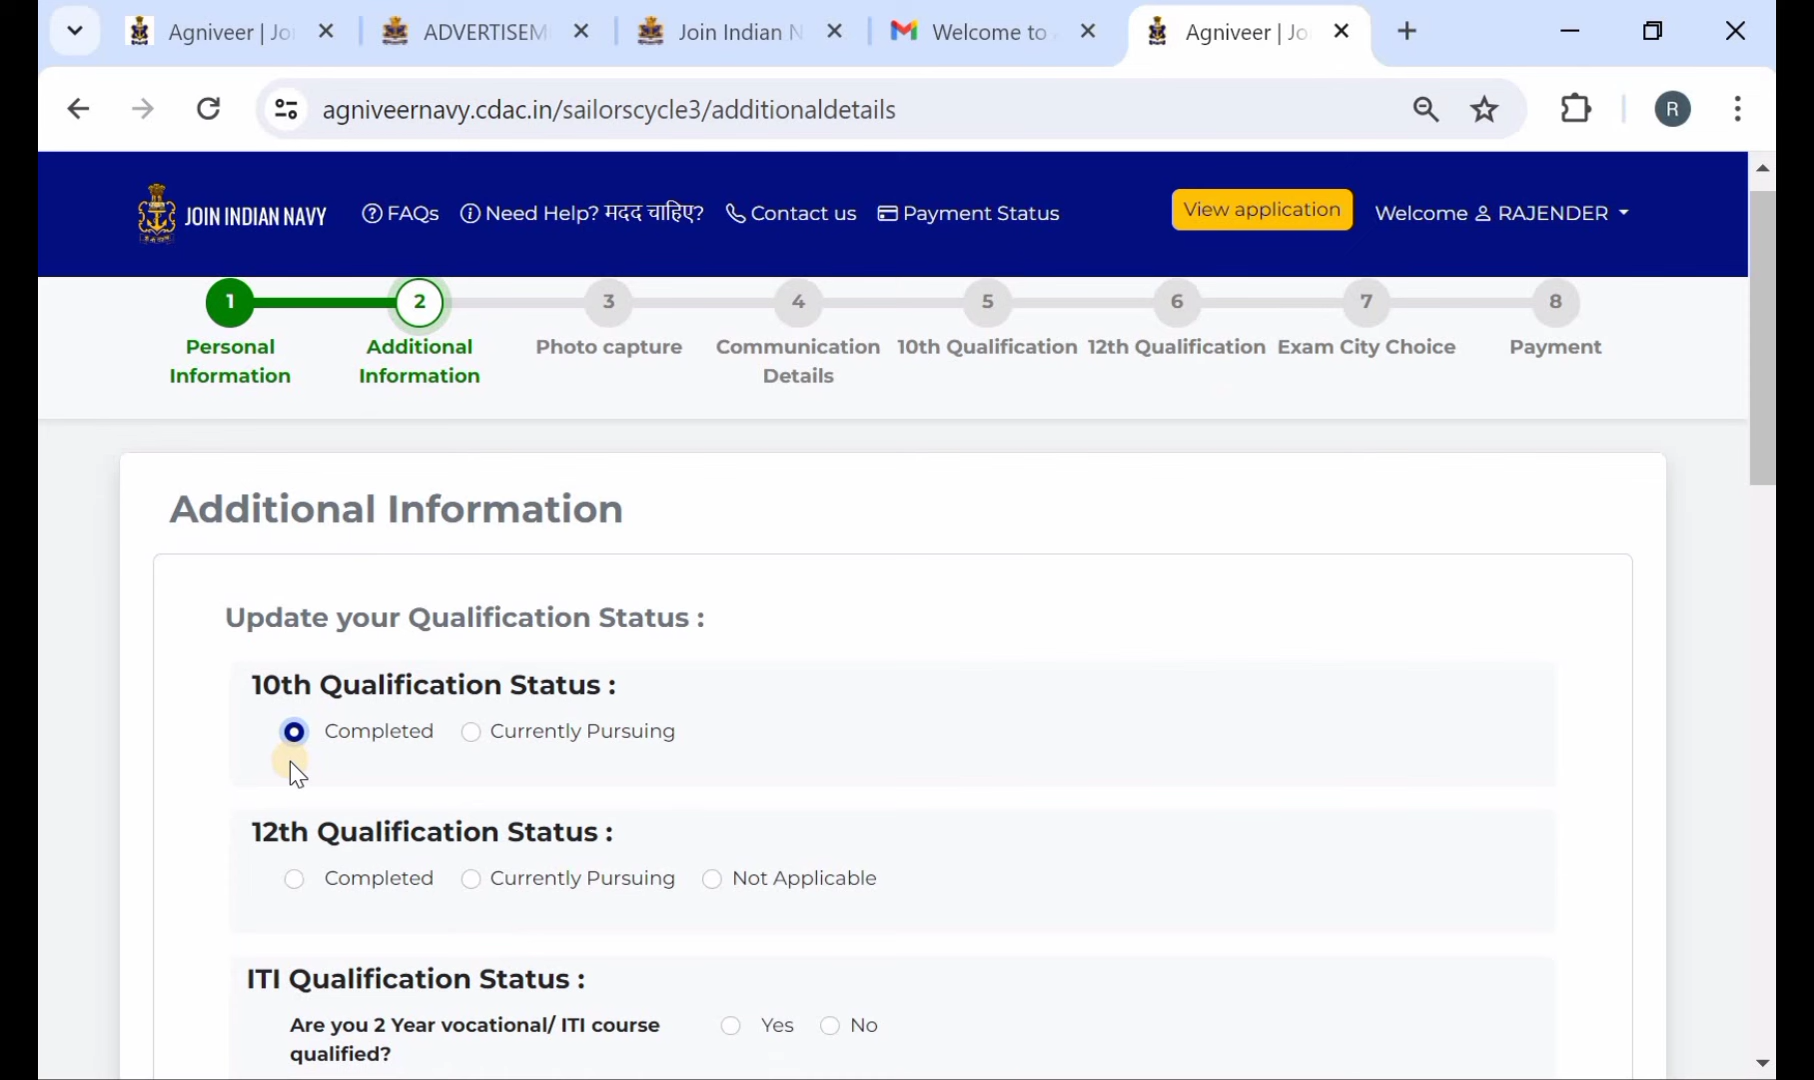 Agniveer | Jo
ADVERTISEM
Join Indian N
Welcome to
Agniveer | Jo
agniveernavy.cdac.in/sailorscycle3/additionaldetails
R
JOIN INDIAN NAVY
FAQs
Need Help? मदद चाहिए?
Contact us
Payment Status
View application
Welcome RAJENDER
1
2
3
4
5
6
7
8
Personal Information
Additional Information
Photo capture
Communication Details
10th Qualification
12th Qualification
Exam City Choice
Payment
Additional Information
Update your Qualification Status :
10th Qualification Status :
Completed Currently Pursuing
12th Qualification Status :
Completed Currently Pursuing Not Applicable
ITI Qualification Status :
Are you 2 Year vocational/ ITI course Yes No
qualified?